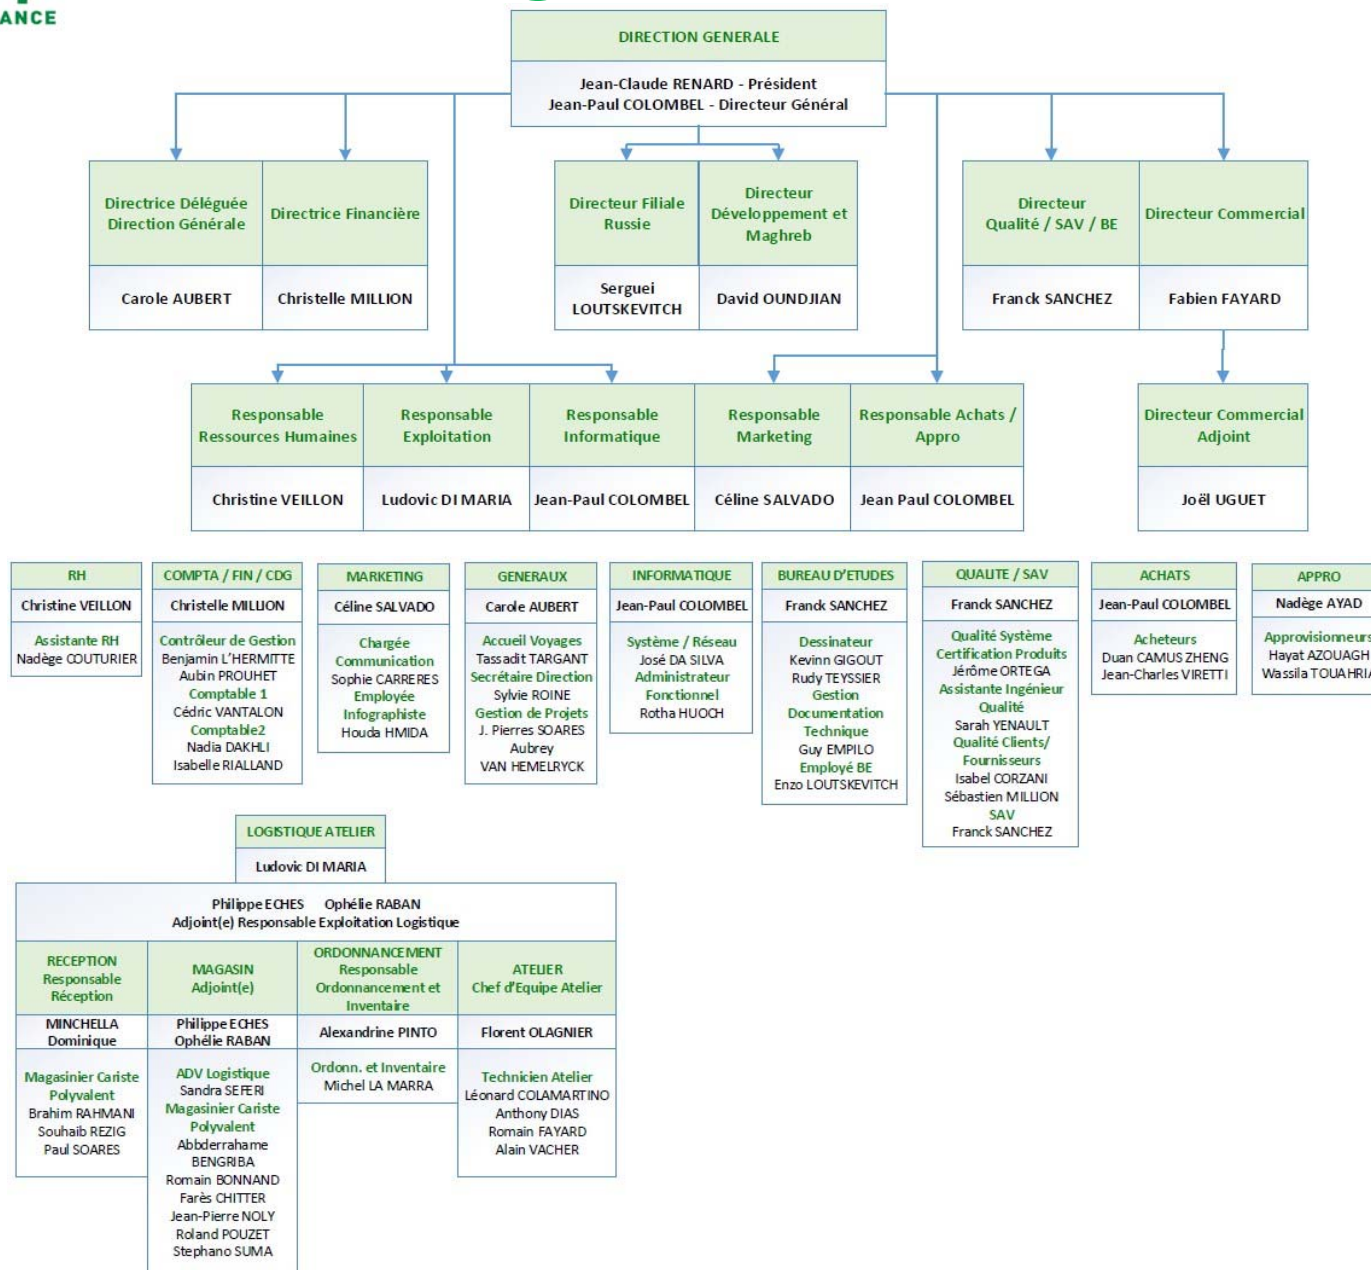 ANCE
DIRECTION GENERALE
Jean-Claude RENARD - Président
Jean-Paul COLOMBEL - Directeur Général
Directrice Déléguée
Direction Générale
Carole AUBERT
Directrice Financière
Christelle MILLION
Directeur Filiale
Russie
Serguei
LOUTSKEVITCH
Directeur
Développement et
Maghreb
David OUNDJIAN
Directeur
Qualité / SAV / BE
Franck SANCHEZ
Directeur Commercial
Fabien FAYARD
Responsable
Ressources Humaines
Christine VEILLON
Responsable
Exploitation
Ludovic DI MARIA
Responsable
Informatique
Jean-Paul COLOMBEL
Responsable
Marketing
Céline SALVADO
Responsable Achats /
Appro
Jean Paul COLOMBEL
Directeur Commercial
Adjoint
Joël UGUET
RH
Christine VEILLON
Assistante RH
Nadège COUTURIER
COMPTA / FIN / CDG
Christelle MILLION
Contrôleur de Gestion
Benjamin L'HERMITTE
Aubin PROUHET
Comptable 1
Cédric VANTALON
Comptable2
Nadia DAKHLI
Isabelle RIALLAND
MARKETING
Céline SALVADO
Chargée
Communication
Sophie CARRERES
Employée
Infographiste
Houda HMIDA
GENERAUX
Carole AUBERT
Accueil Voyages
Tassadit TARGANT
Secrétaire Direction
Sylvie ROINE
Gestion de Projets
J. Pierres SOARES
Aubrey
VAN HEMELRYCK
INFORMATIQUE
Jean-Paul COLOMBEL
Système / Réseau
José DA SILVA
Administrateur
Fonctionnel
Rotha HUOCH
BUREAU D'ETUDES
Franck SANCHEZ
Dessinateur
Kevinn GIGOUT
Rudy TEYSSIER
Gestion
Documentation
Technique
Guy EMPILO
Employé BE
Enzo LOUTSKEVITCH
QUALITE / SAV
Franck SANCHEZ
Qualité Système
Certification Produits
Jérôme ORTEGA
Assistante Ingénieur
Qualité
Sarah YENAULT
Qualité Clients/
Fournisseurs
Isabel CORZANI
Sébastien MILLION
SAV
Franck SANCHEZ
ACHATS
Jean-Paul COLOMBEL
Acheteurs
Duan CAMUS ZHENG
Jean-Charles VIRETTI
APPRO
Nadège AYAD
Approvisionneurs
Hayat AZOUAGH
Wassila TOUAHRIA
LOGISTIQUE ATELIER
Ludovic DI MARIA
Philippe ECHES Ophélie RABAN
Adjoint(e) Responsable Exploitation Logistique
RECEPTION
Responsable
Réception
MINCHELLA
Dominique
Magasinier Cariste
Polyvalent
Brahim RAHMANI
Souhaib REZIG
Paul SOARES
MAGASIN
Adjoint(e)
Philippe ECHES
Ophélie RABAN
ADV Logistique
Sandra SEFERI
Magasinier Cariste
Polyvalent
Abbderrahame
BENGRIBA
Romain BONNAND
Farès CHITTER
Jean-Pierre NOLY
Roland POUZET
Stephano SUMA
ORDONNANCEMENT
Responsable
Ordonnancement et
Inventaire
Alexandrine PINTO
Ordonn. et Inventaire
Michel LA MARRA
ATELIER
Chef d'Equipe Atelier
Florent OLAGNIER
Technicien Atelier
Léonard COLAMARTINO
Anthony DIAS
Romain FAYARD
Alain VACHER